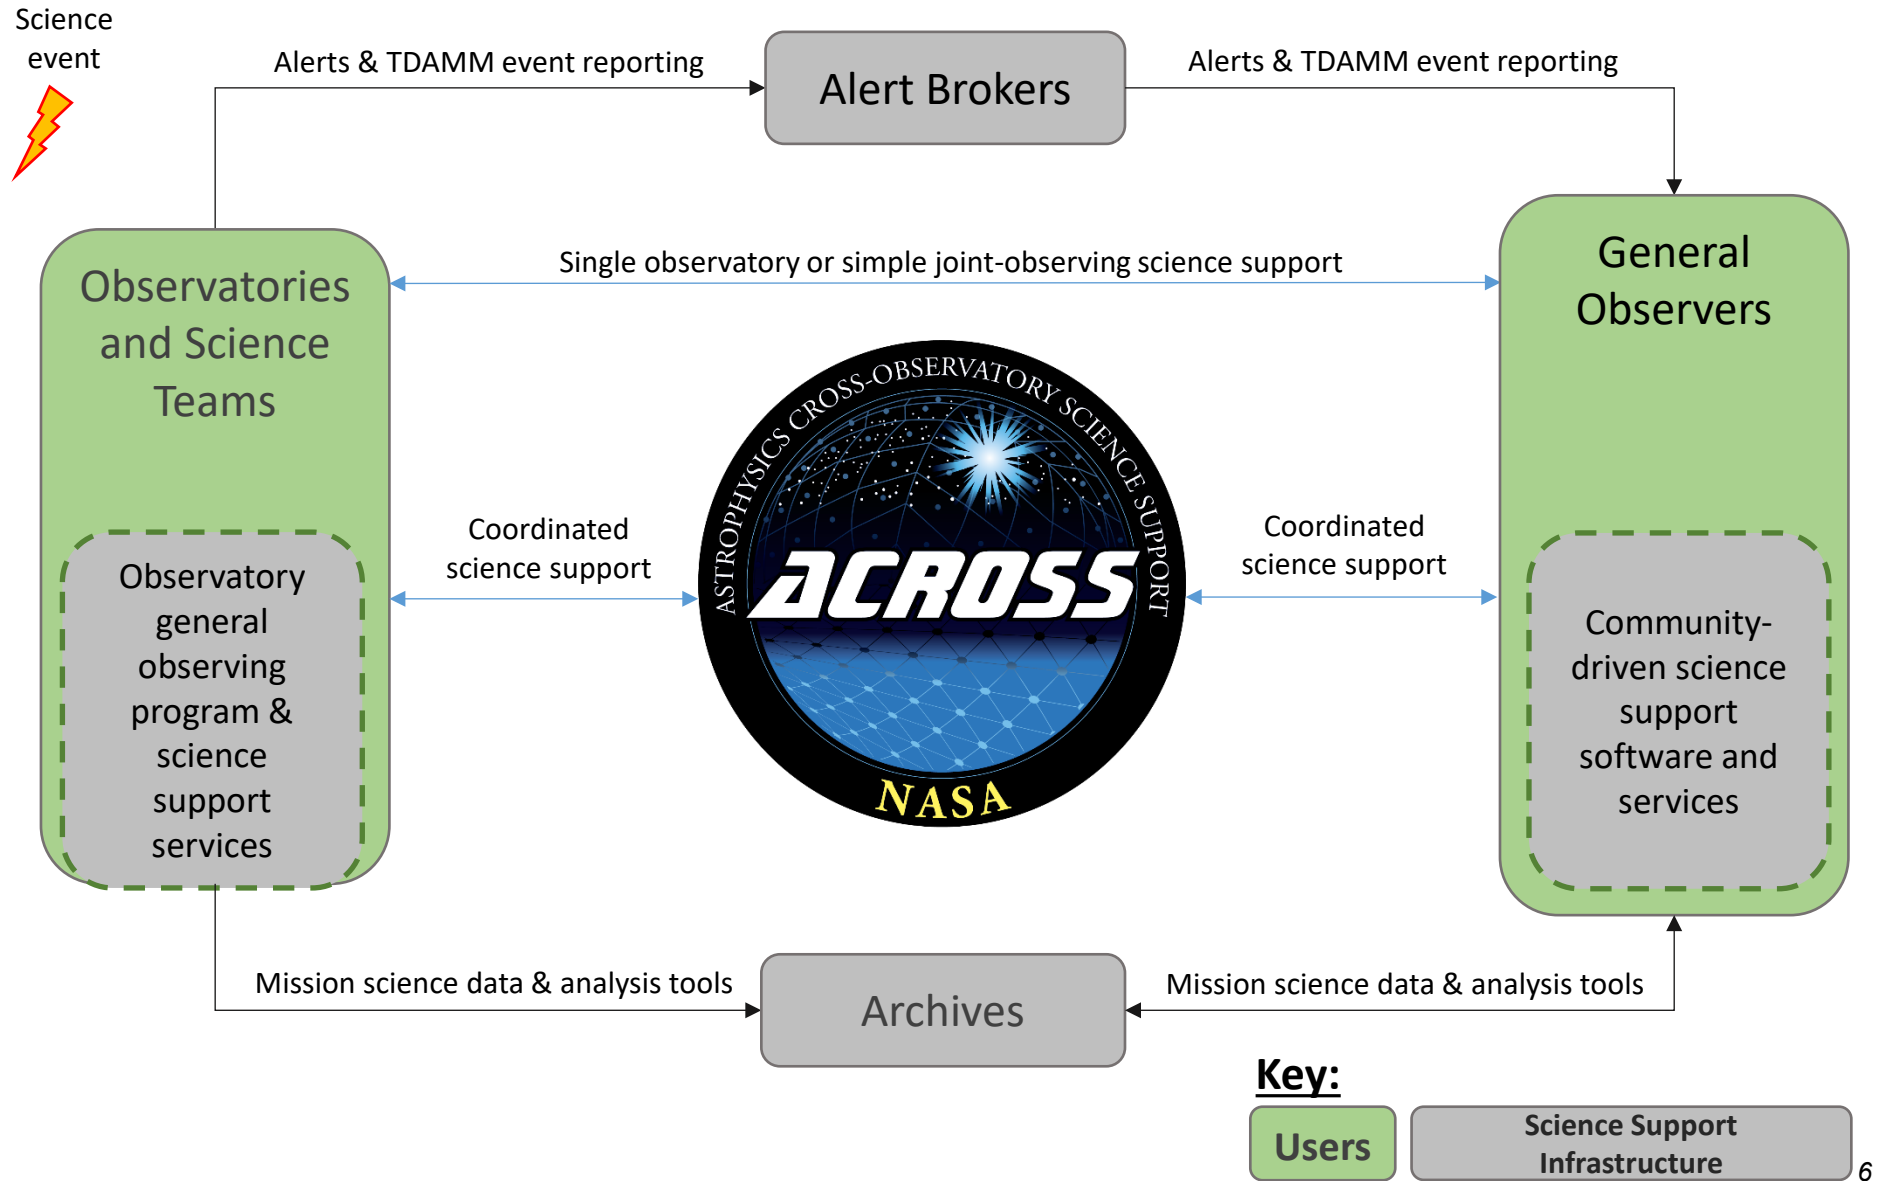 Science
event
Alerts & TDAMM event reporting
Alert Brokers
Alerts & TDAMM event reporting
Observatories
and Science
Teams
Single observatory or simple joint-observing science support
General
Observers
ASTROPHYSICS CROSS-OBSERVATORY SCIENCE SUPPORT
ACROSS
NASA
Coordinated
science support
Coordinated
science support
Observatory
general
observing
program &
science
support
services
Community-
driven science
support
software and
services
Mission science data & analysis tools
Archives
Mission science data & analysis tools
Key:
Users
Science Support
Infrastructure
6